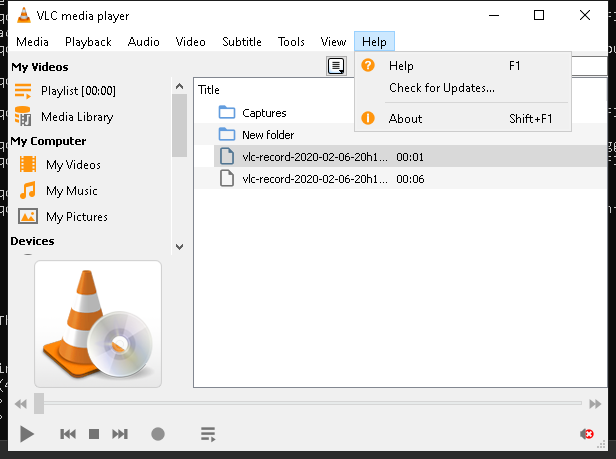 VLC media player
Media Playback Audio Video Subtitle Tools View Help
My Videos
Playlist [00:00]
Media Library
My Computer
My Videos
My Music
My Pictures
Devices
Title
Captures
New folder
vlc-record-2020-02-06-20h1... 00:01
vlc-record-2020-02-06-20h1... 00:06
Help F1
Check for Updates...
About Shift+F1